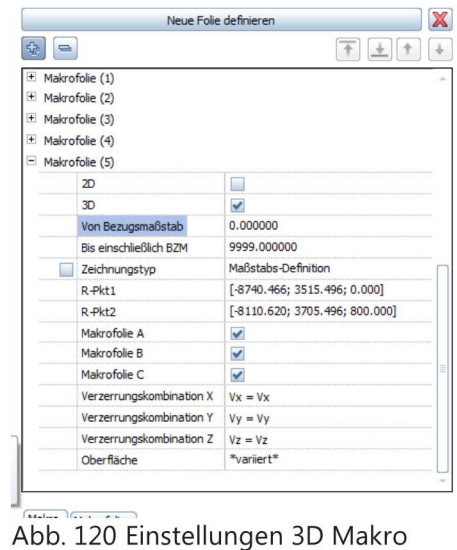 Neue Folie definieren
Makrofolie (1)
Makrofolie (2)
Makrofolie (3)
Makrofolie (4)
Makrofolie (5)
2D
3D
Von Bezugsmaßstab 0.000000
Bis einschließlich BZM 9999.000000
Zeichnungstyp Maßstabs-Definition
R-Pkt1 [-8740.466; 3515.496; 0.000]
R-Pkt2 [-8110.620; 3705.496; 800.000]
Makrofolie A
Makrofolie B
Makrofolie C
Verzerrungskombination X Vx = Vx
Verzerrungskombination Y Vy = Vy
Verzerrungskombination Z Vz = Vz
Oberfläche *variiert*
Abb. 120 Einstellungen 3D Makro